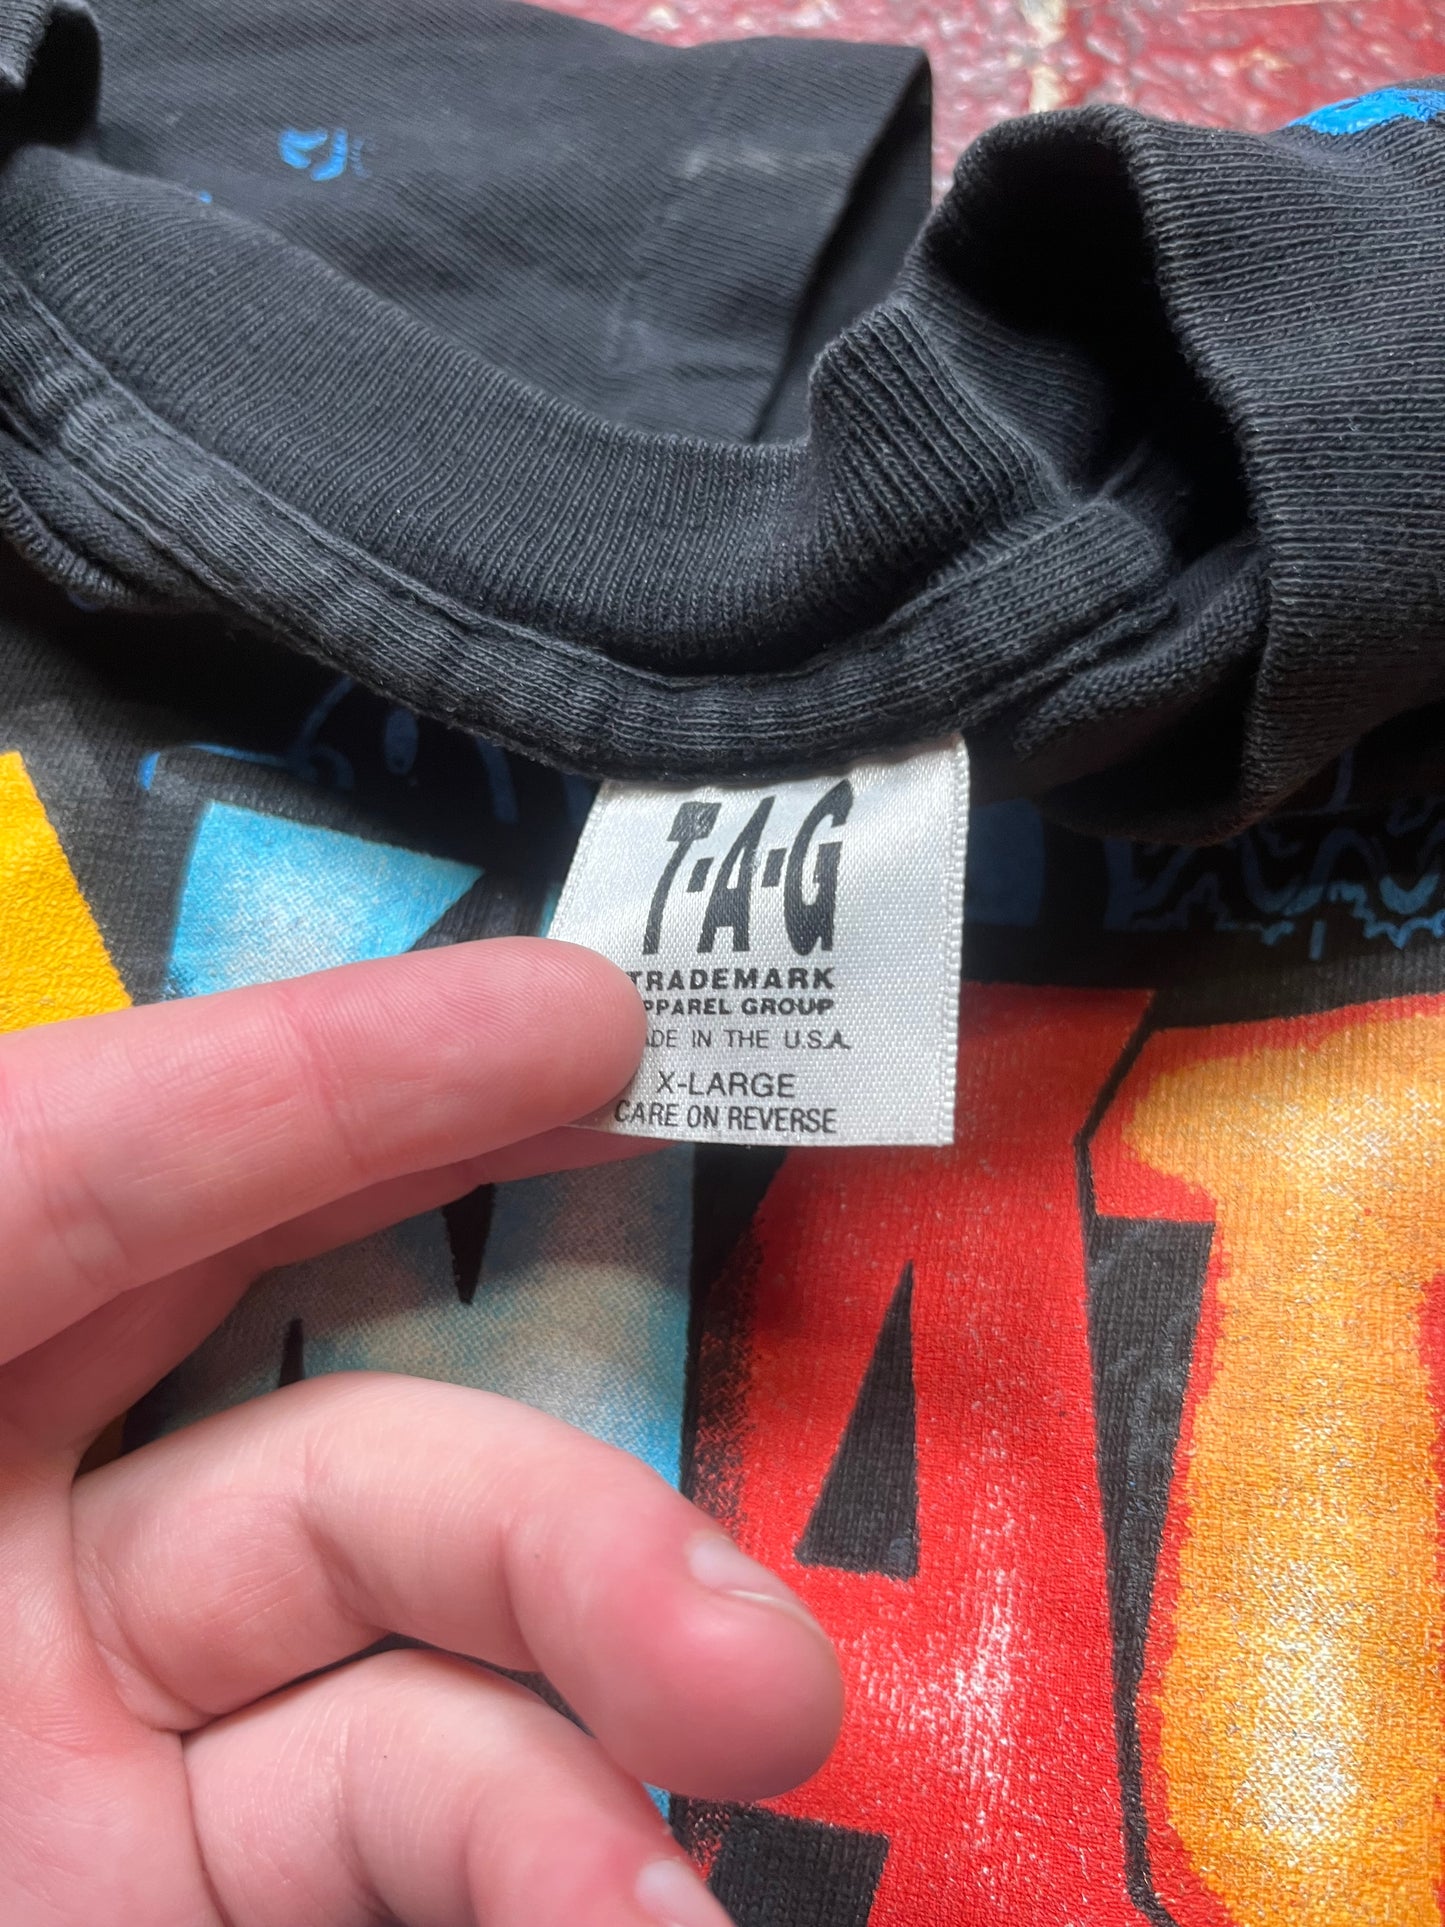 T-A-G
TRADEMARK
PPAREL GROUP
ADE IN THE U.S.A.
X-LARGE
CARE ON REVERSE